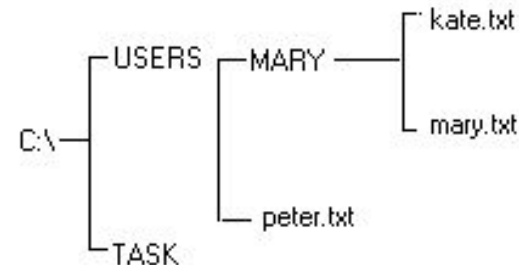 kate.txt
USERS MARY
C:\ mary.txt
peter.txt
TASK